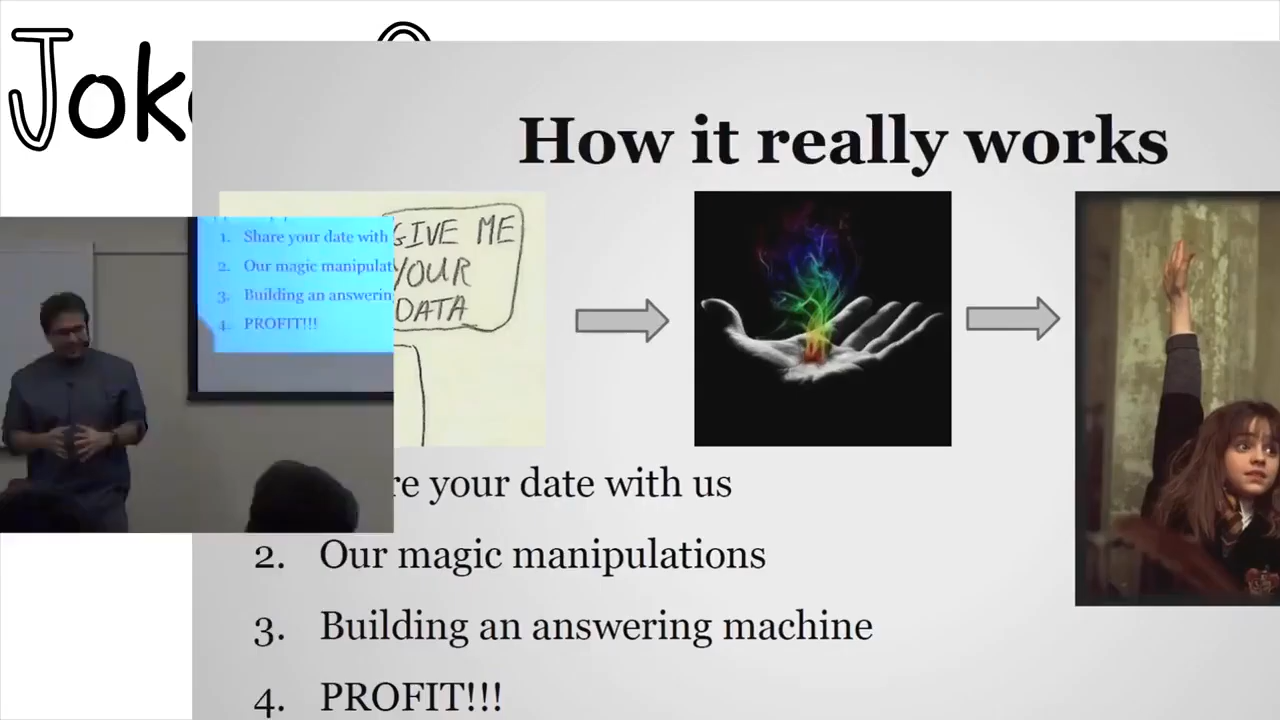 Jok
How it really works
GIVE ME
YOUR
DATA
1. Share your date with
2. Our magic manipulat
3. Building an answerin
4. PROFIT!!!
re your date with us
2. Our magic manipulations
3. Building an answering machine
4. PROFIT!!!